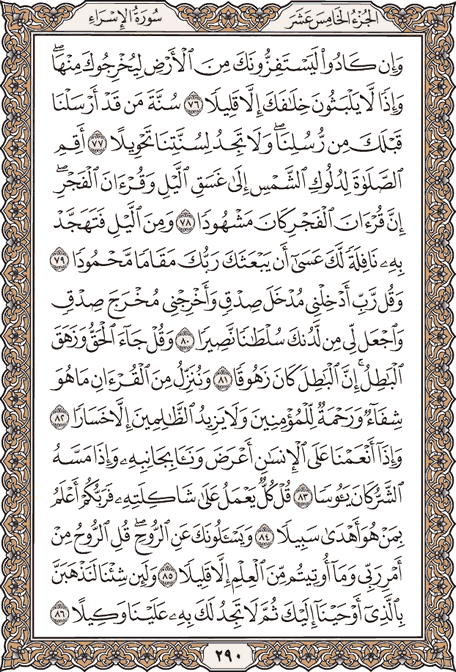 الجزء الخامس عشر
سورة الإسراء
وَإِن كَادُوا۟ لَيَسْتَفِزُّونَكَ مِنَ ٱلْأَرْضِ لِيُخْرِجُوكَ مِنْهَا ۖ
وَإِذًا لَّا يَلْبَثُونَ خِلَـٰفَكَ إِلَّا قَلِيلًا ٧٦ سُنَّةَ مَن قَدْ أَرْسَلْنَا
قَبْلَكَ مِن رُّسُلِنَا ۖ وَلَا تَجِدُ لِسُنَّتِنَا تَحْوِيلًا ٧٧ أَقِمِ
ٱلصَّلَوٰةَ لِدُلُوكِ ٱلشَّمْسِ إِلَىٰ غَسَقِ ٱلَّيْلِ وَقُرْءَانَ ٱلْفَجْرِ ۖ
إِنَّ قُرْءَانَ ٱلْفَجْرِ كَانَ مَشْهُودًا ٧٨ وَمِنَ ٱلَّيْلِ فَتَهَجَّدْ
بِهِۦ نَافِلَةً لَّكَ عَسَىٰٓ أَن يَبْعَثَكَ رَبُّكَ مَقَامًا مَّحْمُودًا ٧٩
وَقُل رَّبِّ أَدْخِلْنِى مُدْخَلَ صِدْقٍ وَأَخْرِجْنِى مُخْرَجَ صِدْقٍ
وَٱجْعَل لِّى مِن لَّدُنكَ سُلْطَـٰنًا نَّصِيرًا ٨٠ وَقُلْ جَآءَ ٱلْحَقُّ وَزَهَقَ
ٱلْبَـٰطِلُ ۚ إِنَّ ٱلْبَـٰطِلَ كَانَ زَهُوقًا ٨١ وَنُنَزِّلُ مِنَ ٱلْقُرْءَانِ مَا هُوَ
شِفَآءٌ وَرَحْمَةٌ لِّلْمُؤْمِنِينَ وَلَا يَزِيدُ ٱلظَّـٰلِمِينَ إِلَّا خَسَارًا ٨٢
وَإِذَآ أَنْعَمْنَا عَلَى ٱلْإِنسَـٰنِ أَعْرَضَ وَنَـَٔا بِجَانِبِهِۦ وَإِذَا مَسَّهُ
ٱلشَّرُّ كَانَ يَـُٔوسًا ٨٣ قُلْ كُلٌّ يَعْمَلُ عَلَىٰ شَاكِلَتِهِۦ فَرَبُّكُمْ أَعْلَمُ
بِمَنْ هُوَ أَهْدَىٰ سَبِيلًا ٨٤ وَيَسْـَٔلُونَكَ عَنِ ٱلرُّوحِ ۖ قُلِ ٱلرُّوحُ مِنْ
أَمْرِ رَبِّى وَمَآ أُوتِيتُم مِّنَ ٱلْعِلْمِ إِلَّا قَلِيلًا ٨٥ وَلَئِن شِئْنَا لَنَذْهَبَنَّ
بِٱلَّذِىٓ أَوْحَيْنَآ إِلَيْكَ ثُمَّ لَا تَجِدُ لَكَ بِهِۦ عَلَيْنَا وَكِيلًا ٨٦
٢٩٠